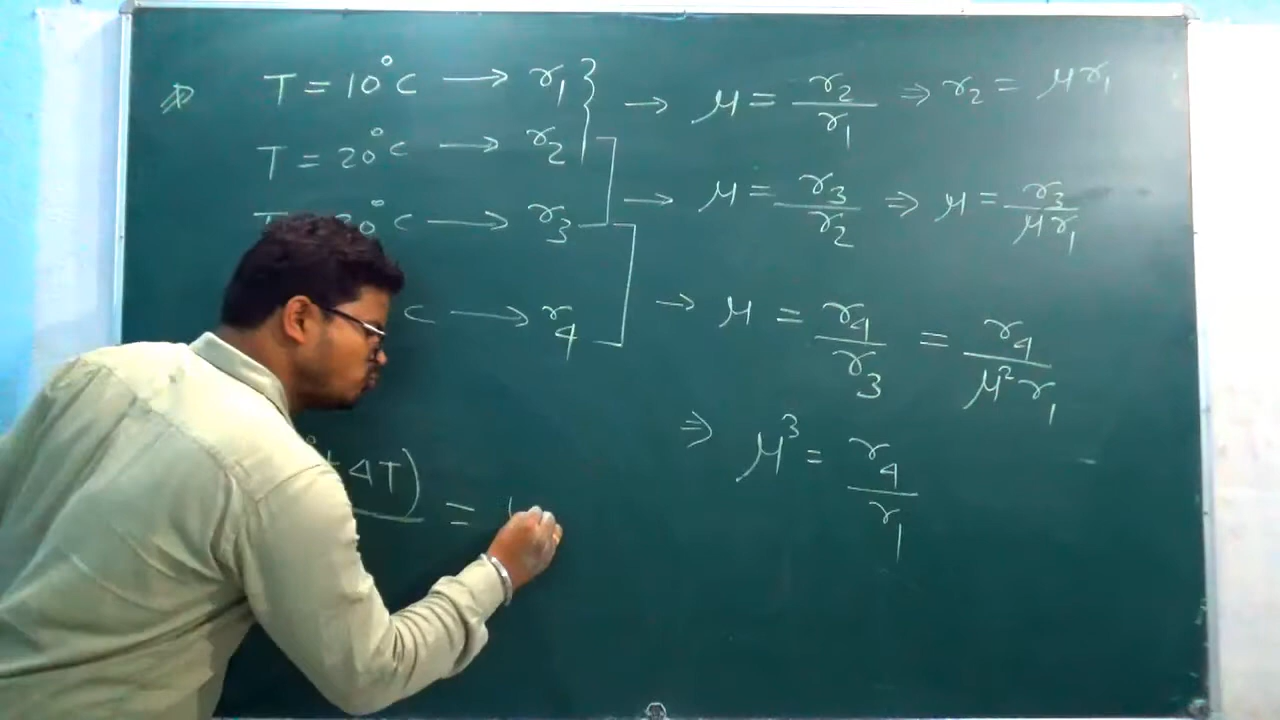 T = 10°C → r₁ } → μ = r₂/r₁ ⇒ r₂ = μr₁
T = 20°C → r₂
→ μ = r₃/r₂ ⇒ μ = r₃/μr₁
0°C → r₃
C → r₄ → μ = r₄/r₃ = r₄/μ²r₁
⇒ μ³ = r₄/r₁
ΔT) =